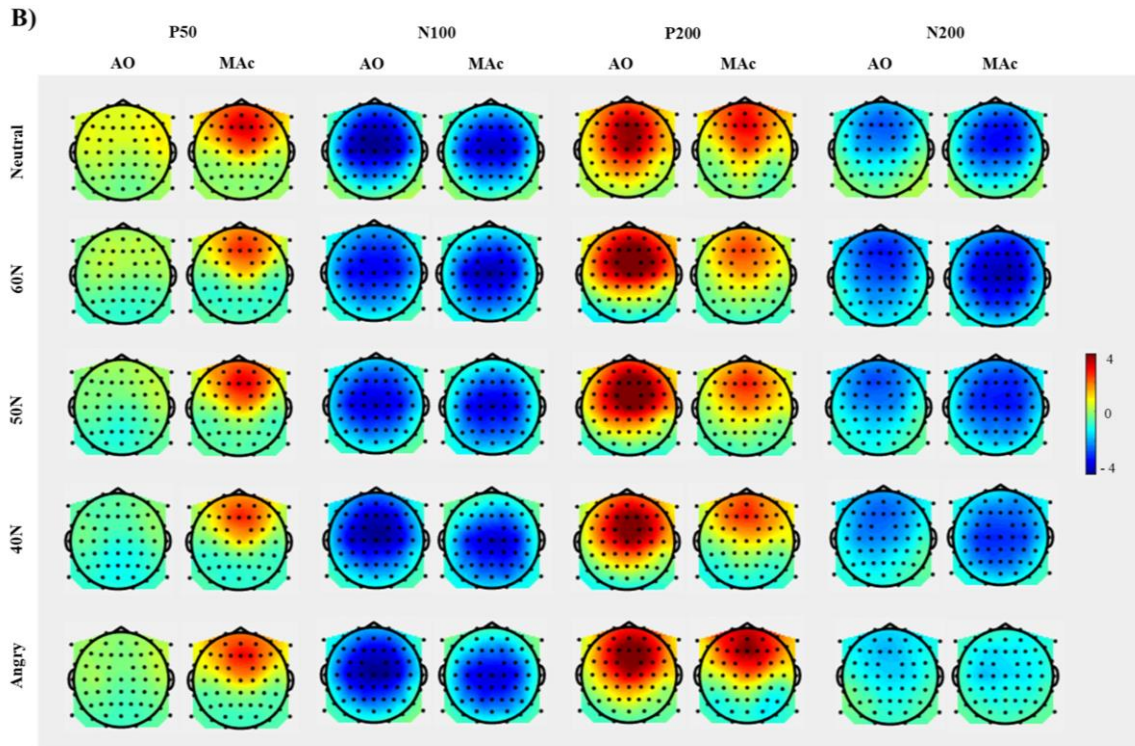 B)
P50 N100 P200 N200
AO MAc AO MAc AO MAc AO MAc
Neutral
60N
50N
4
0
- 4
40N
Angry